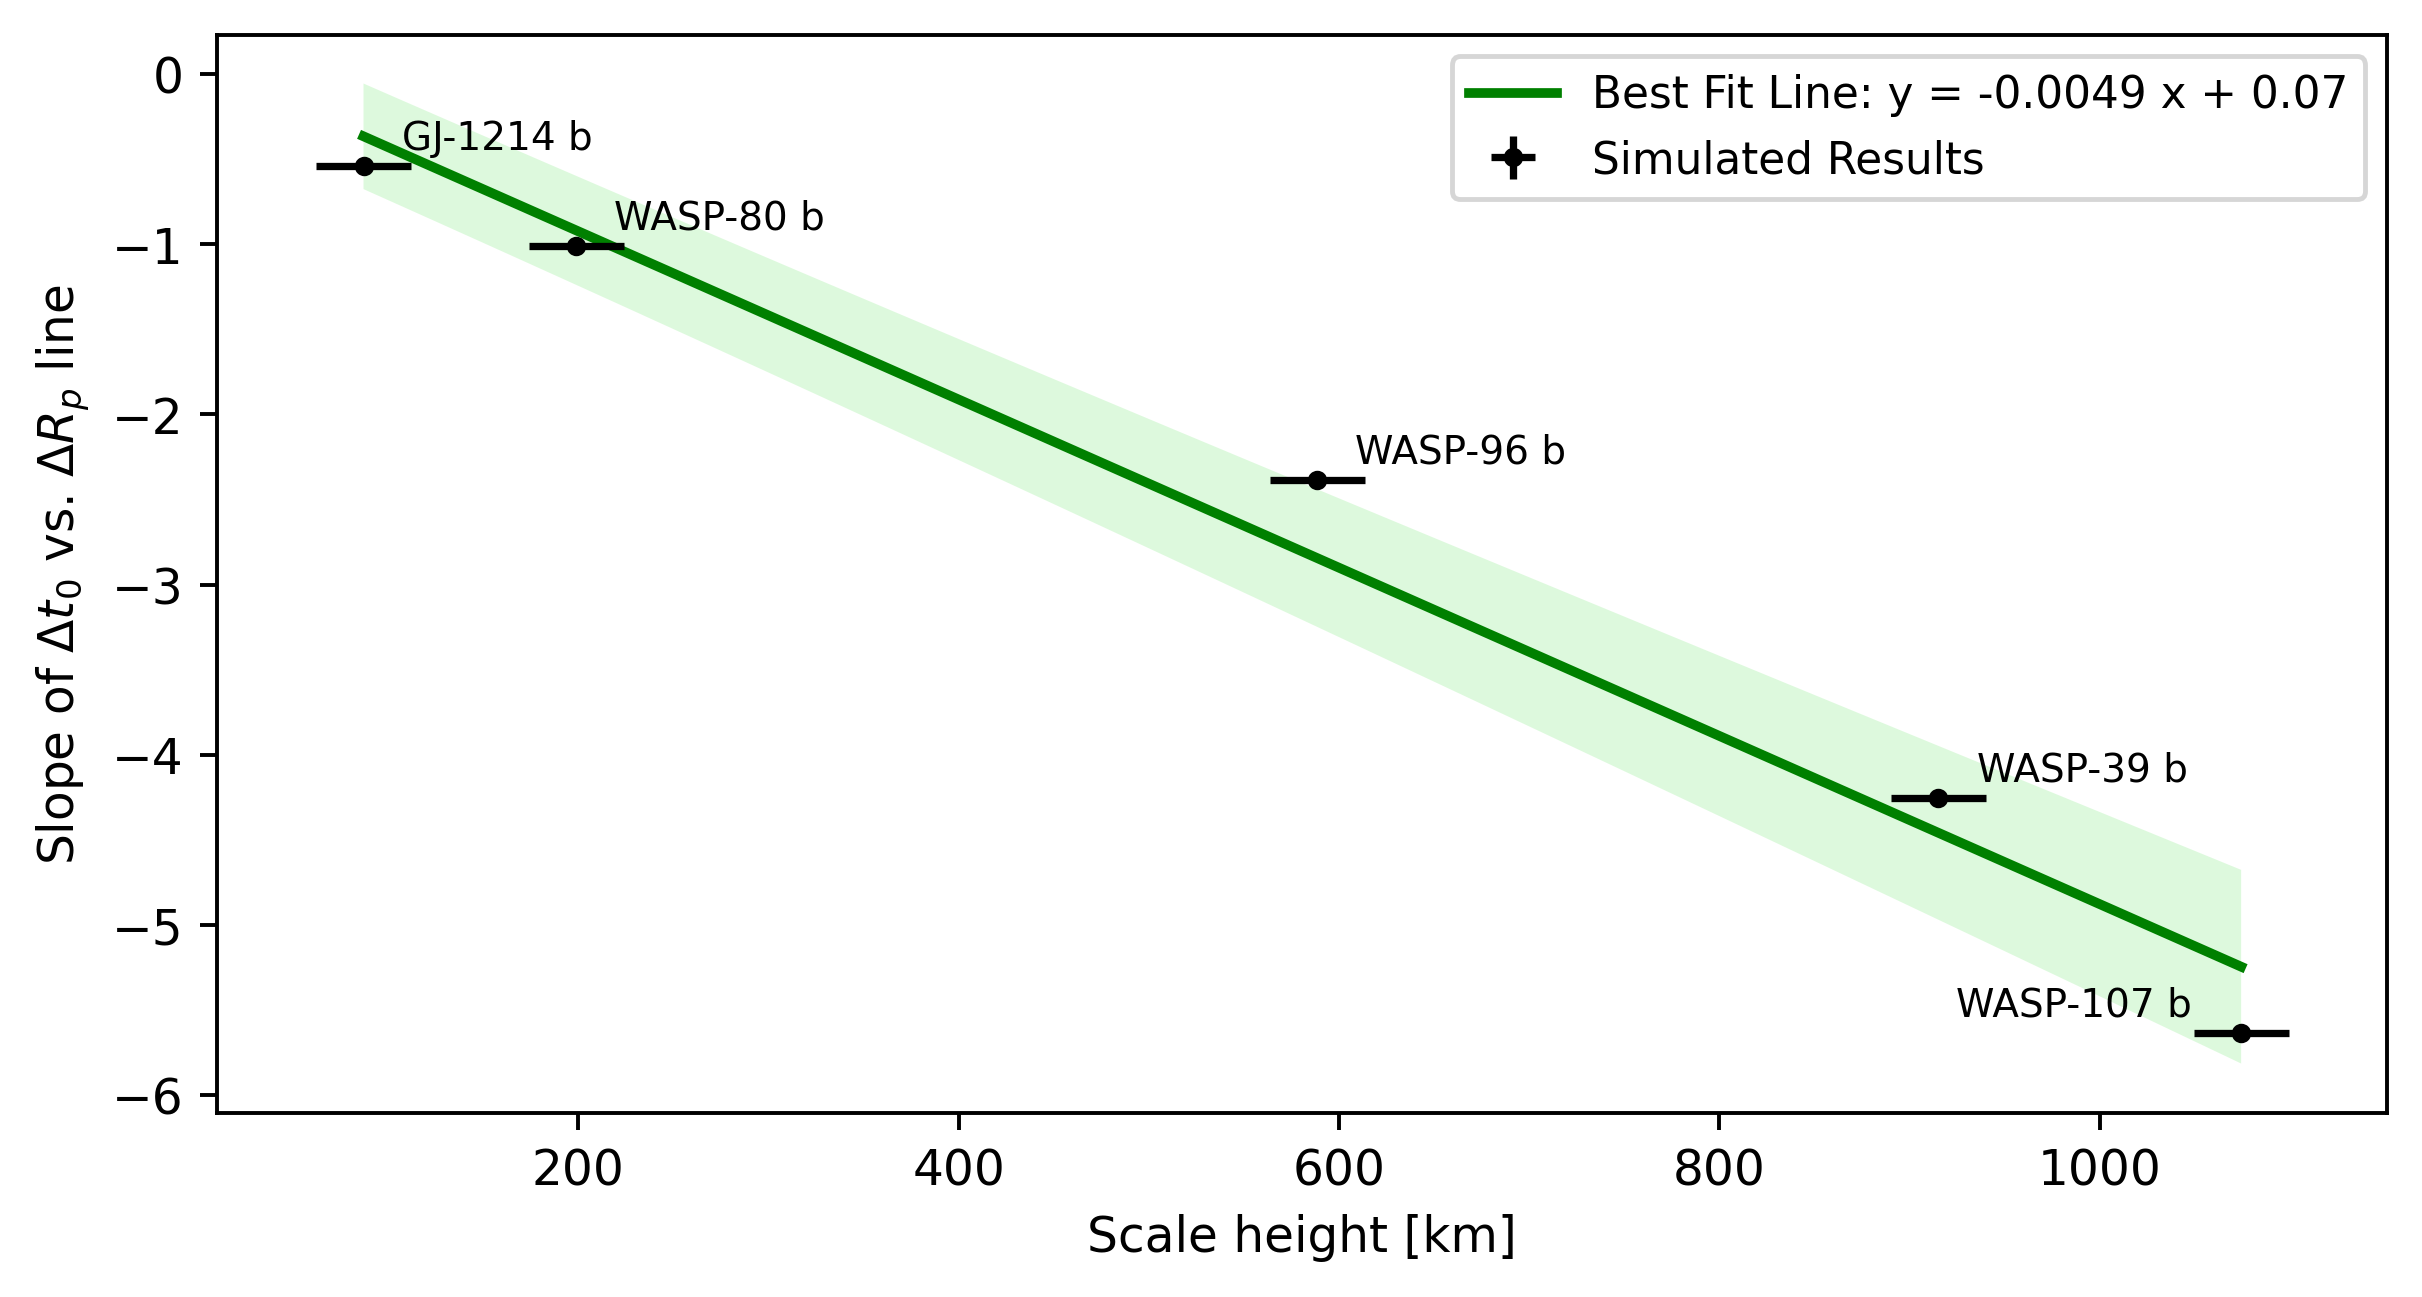 Best Fit Line: y = -0.0049 x + 0.07
Simulated Results
GJ-1214 b
WASP-80 b
WASP-96 b
WASP-39 b
WASP-107 b
0
−1
−2
−3
−4
−5
−6
Slope of Δt₀ vs. ΔRₚ line
200 400 600 800 1000
Scale height [km]